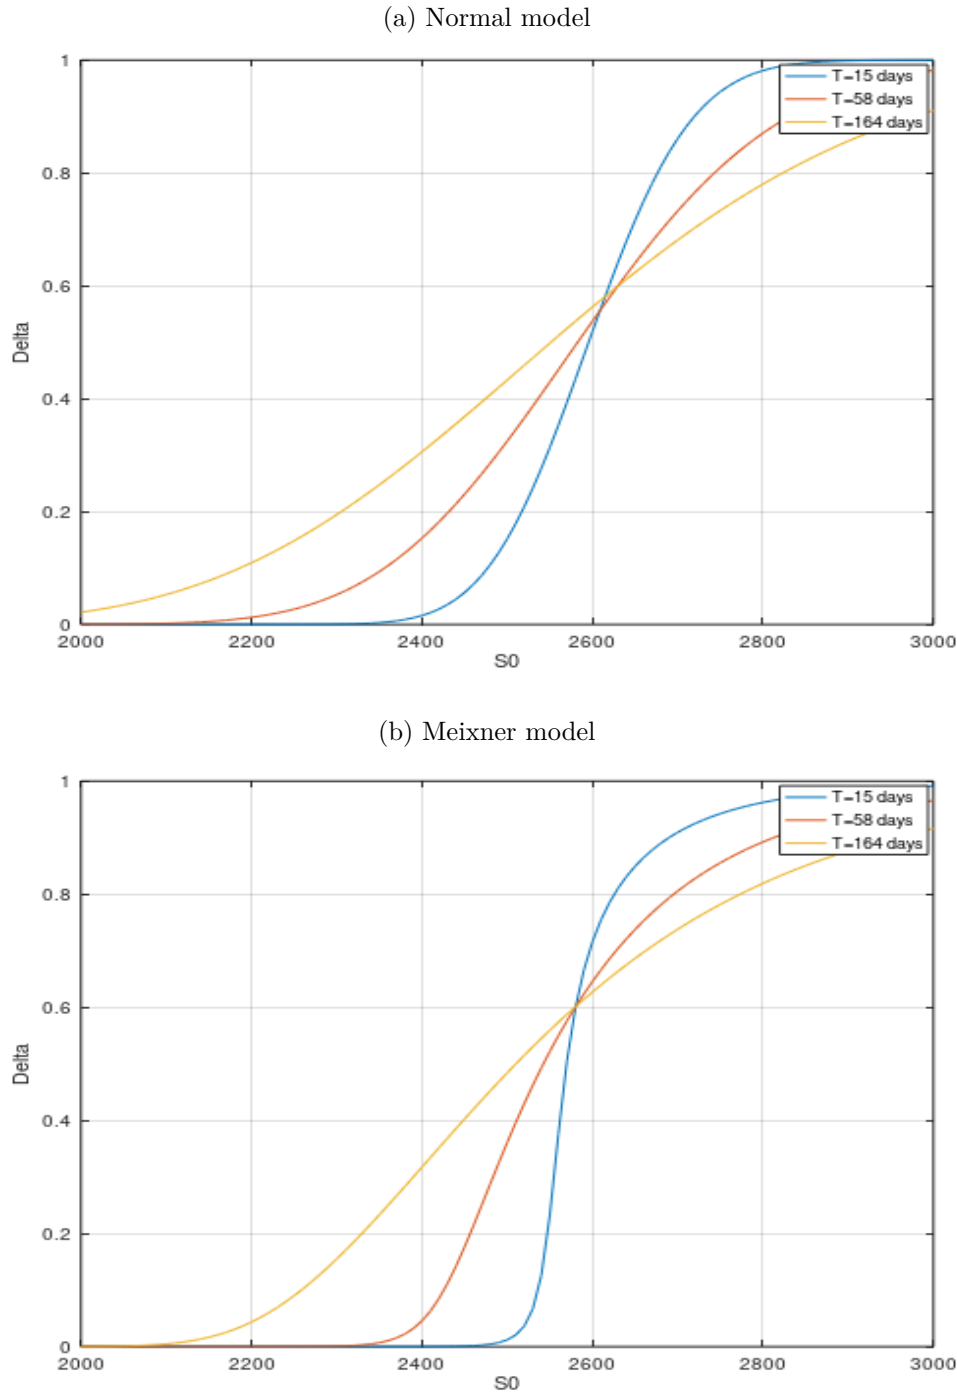 (a) Normal model
1
0.8
0.6
0.4
0.2
0
Delta
T=15 days
T=58 days
T=164 days
2000 2200 2400 2600 2800 3000
S0
(b) Meixner model
1
0.8
0.6
0.4
0.2
0
Delta
T=15 days
T=58 days
T=164 days
2000 2200 2400 2600 2800 3000
S0